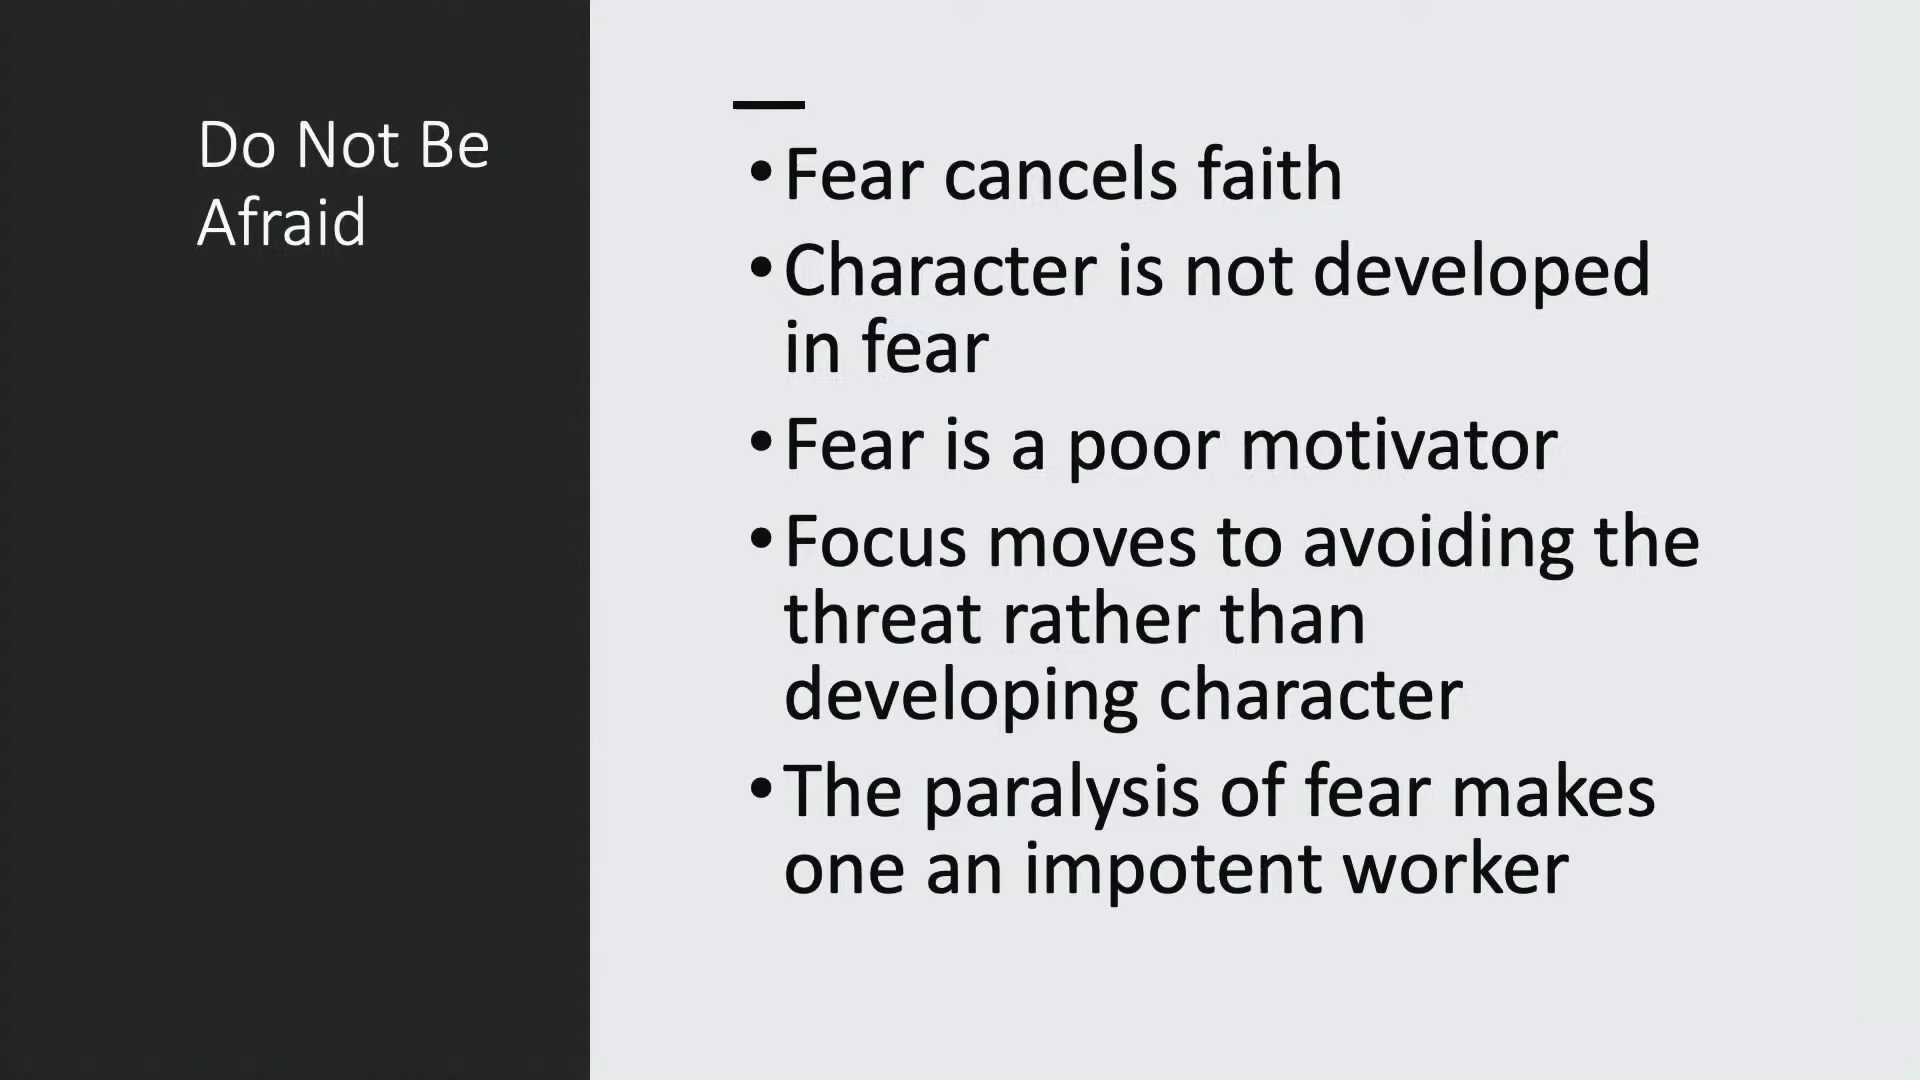 Do Not Be
Afraid
• Fear cancels faith
• Character is not developed
in fear
• Fear is a poor motivator
• Focus moves to avoiding the
threat rather than
developing character
• The paralysis of fear makes
one an impotent worker